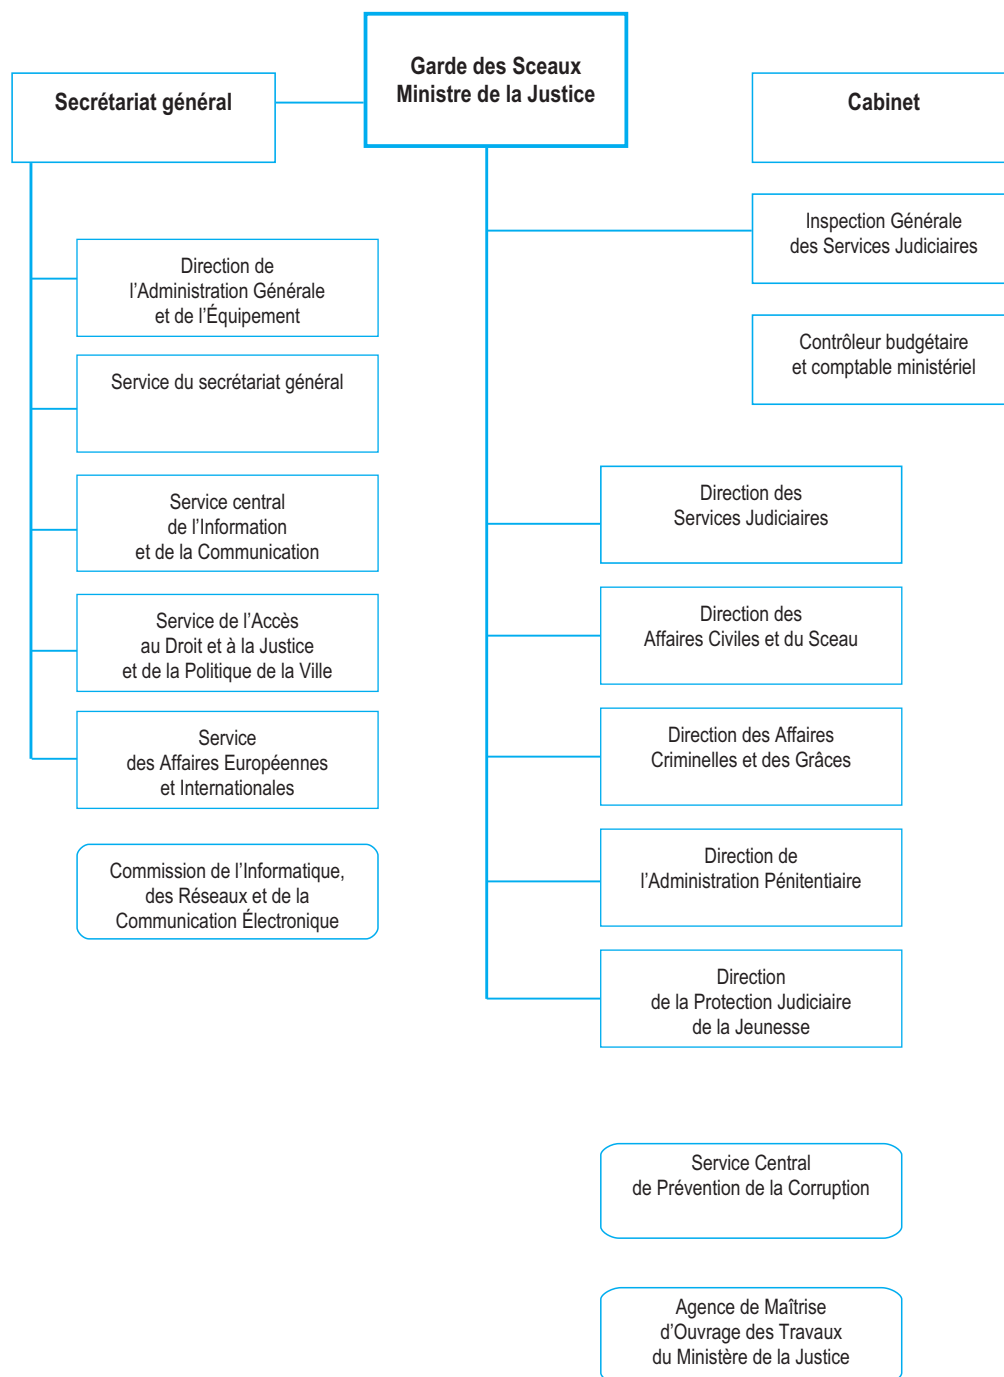 Garde des Sceaux
Ministre de la Justice
Secrétariat général
Cabinet
Inspection Générale
des Services Judiciaires
Contrôleur budgétaire
et comptable ministériel
Direction de
l’Administration Générale
et de l’Équipement
Service du secrétariat général
Service central
de l’Information
et de la Communication
Service de l’Accès
au Droit et à la Justice
et de la Politique de la Ville
Service
des Affaires Européennes
et Internationales
Commission de l’Informatique,
des Réseaux et de la
Communication Électronique
Direction des
Services Judiciaires
Direction des
Affaires Civiles et du Sceau
Direction des Affaires
Criminelles et des Grâces
Direction de
l’Administration Pénitentiaire
Direction
de la Protection Judiciaire
de la Jeunesse
Service Central
de Prévention de la Corruption
Agence de Maîtrise
d’Ouvrage des Travaux
du Ministère de la Justice